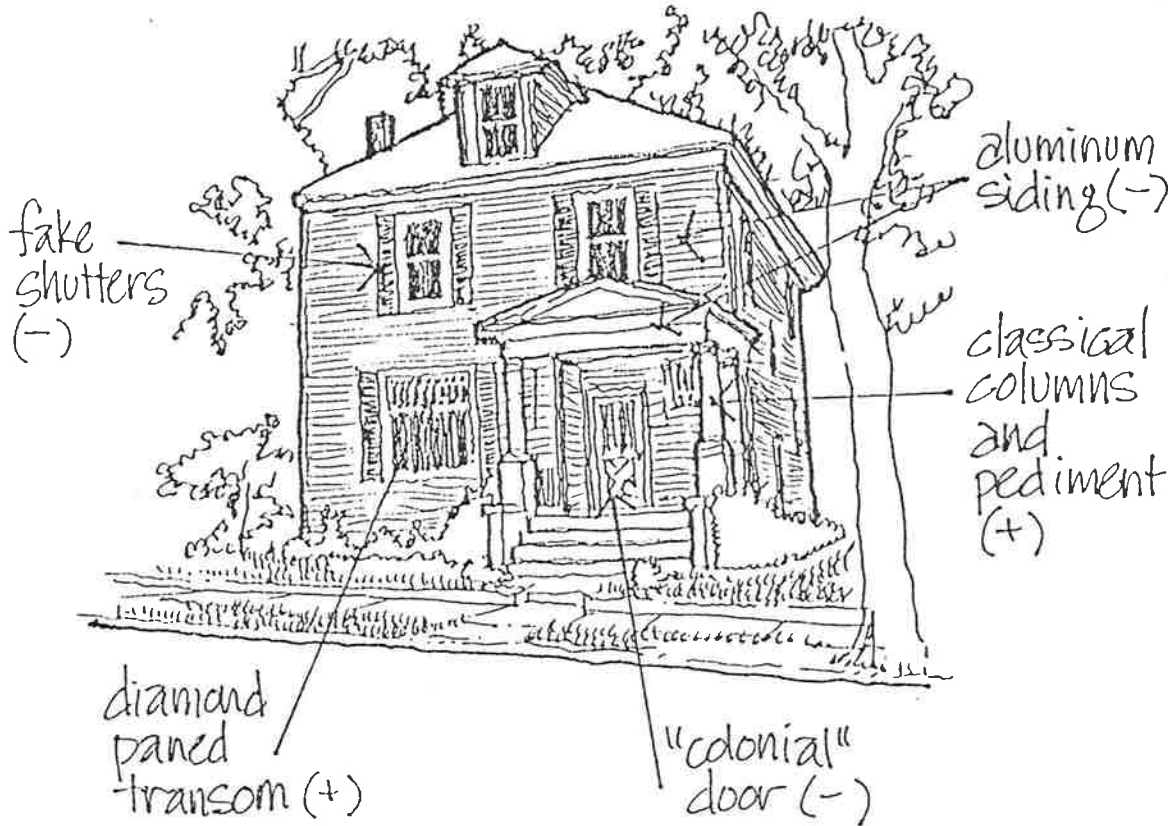 aluminum
siding (-)
fake
shutters
(-)
classical
columns
and
pediment
(+)
diamond
paned
transom (+)
"colonial"
door (-)